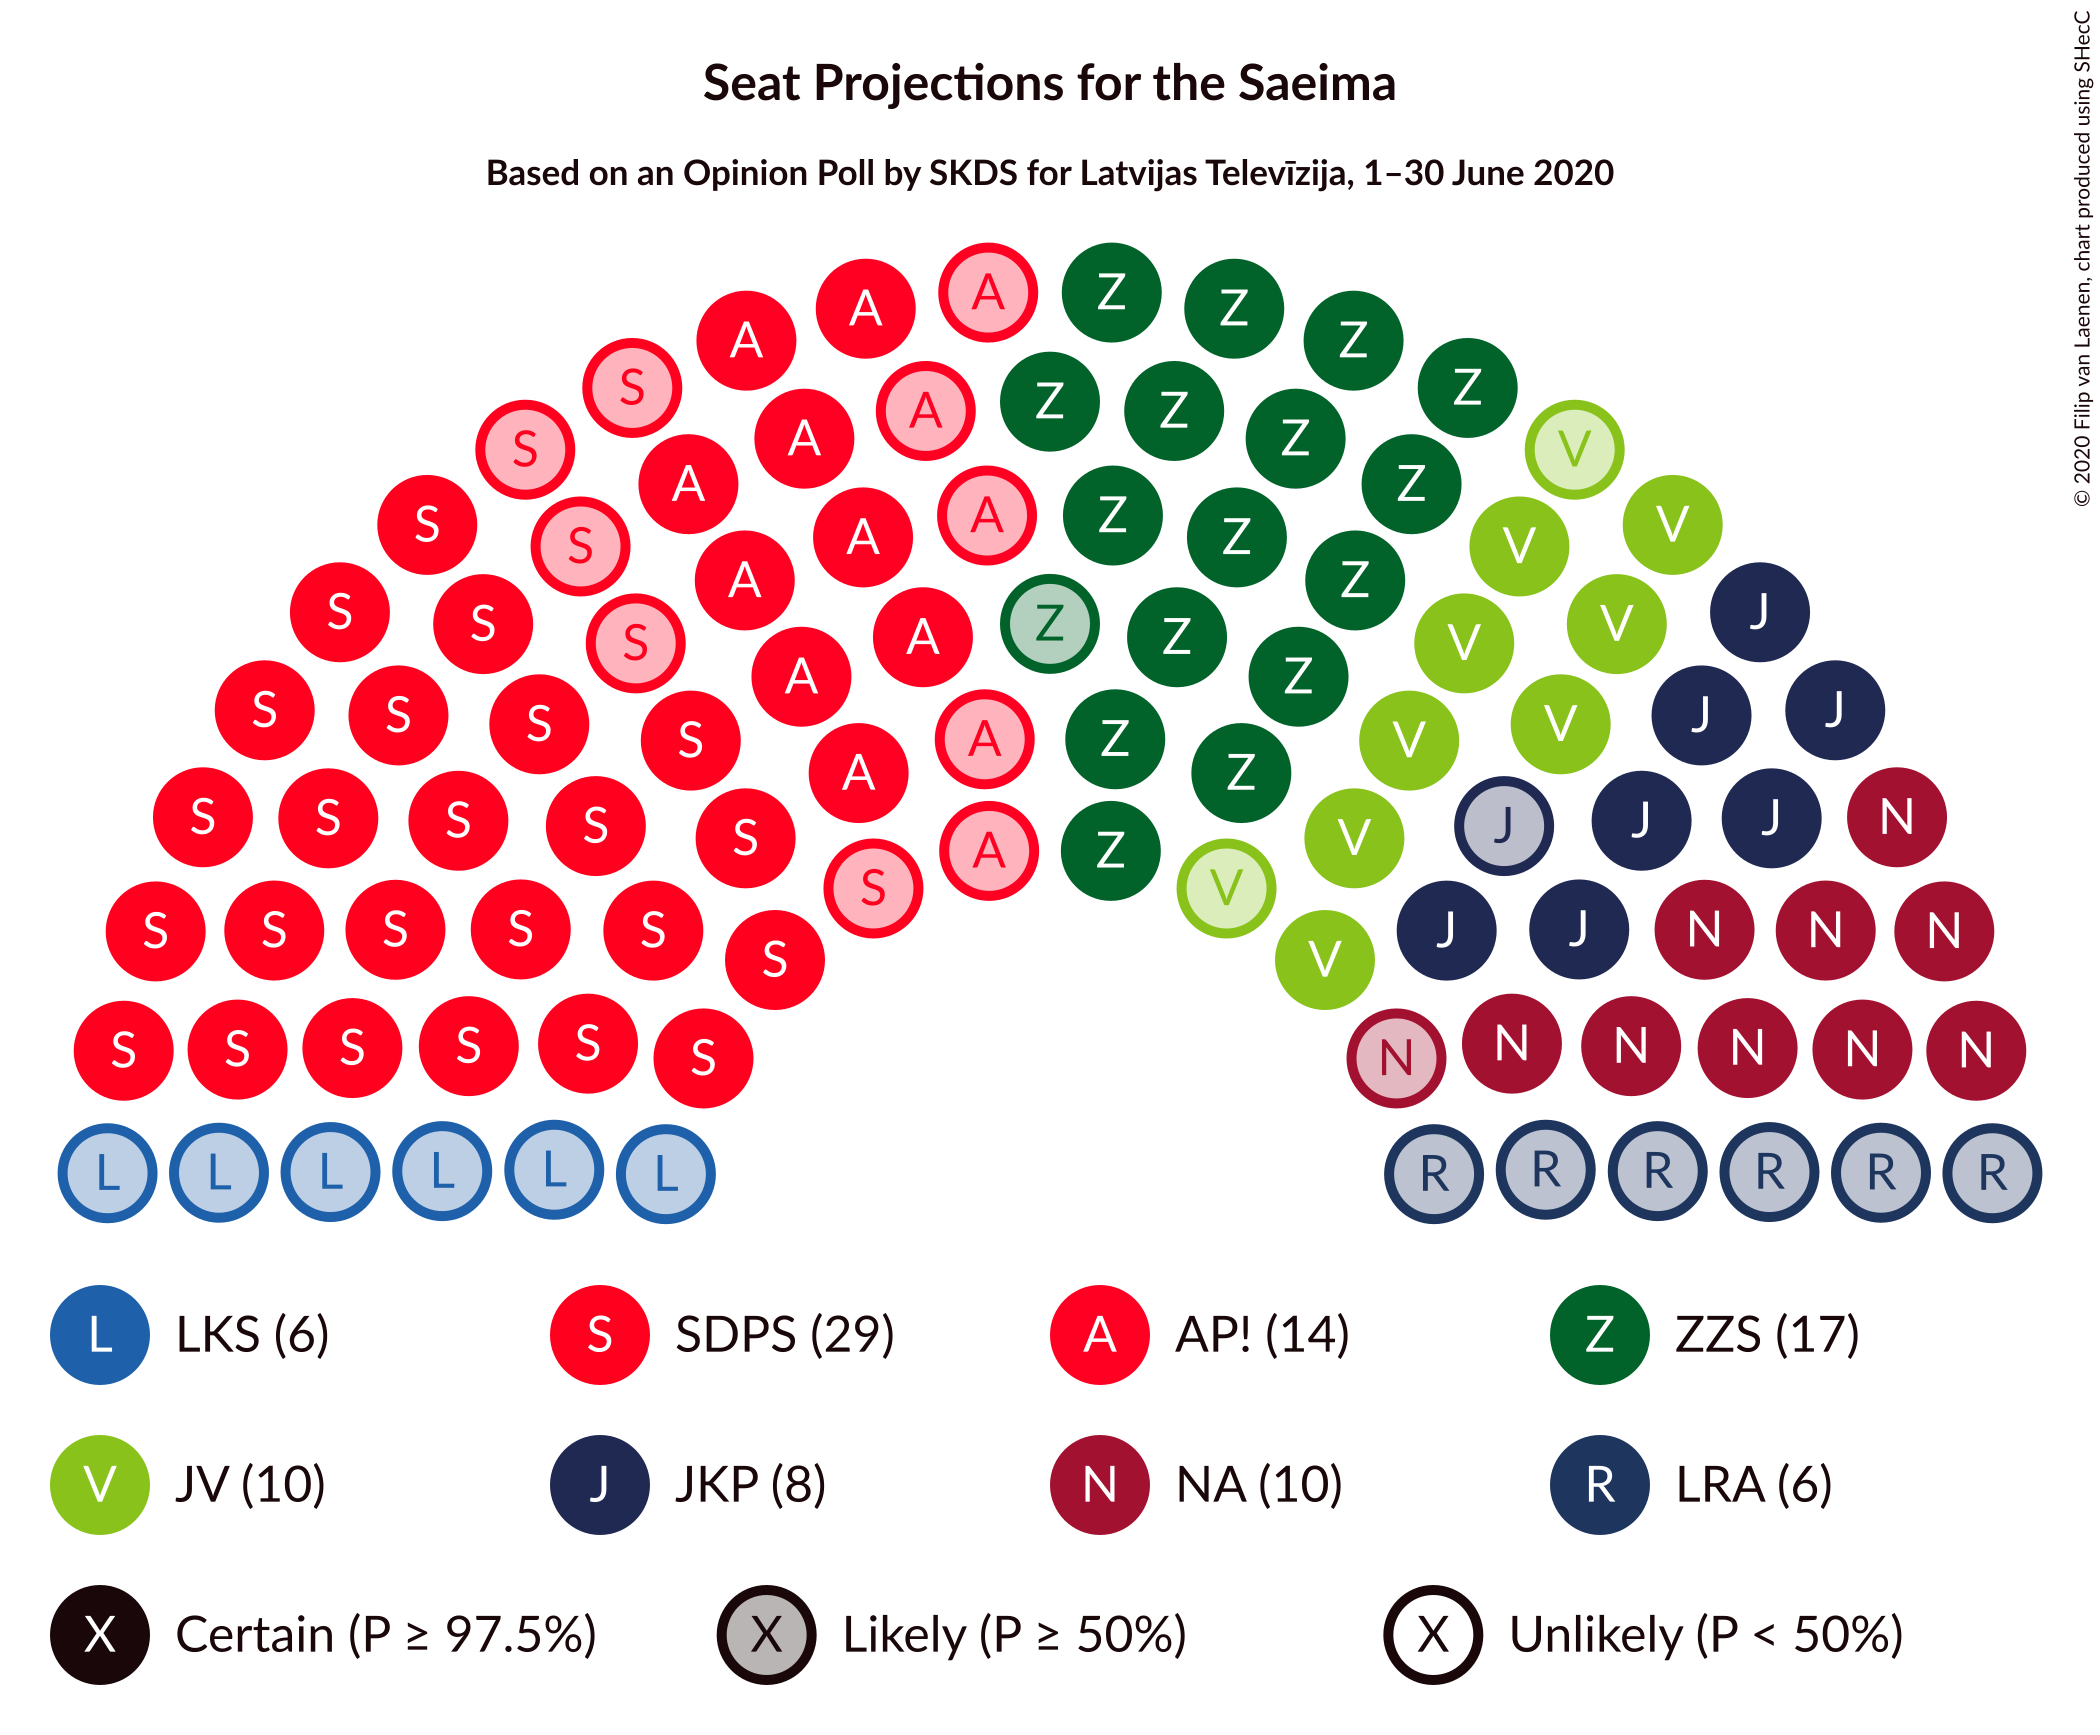 Seat Projections for the Saeima
Based on an Opinion Poll by SKDS for Latvijas Televīzija, 1–30 June 2020
© 2020 Filip van Laenen, chart produced using SHecC
A A Z Z
A Z
S A Z Z Z
S A Z V
A Z
S S A A Z Z V V
A Z
S S S A Z Z V V J
A Z
S S S S A Z V V J J
A Z
S S S S S A Z V J J J N
S V
S S S S S J J N N N
S V
S S S S S S N N N N N N
L L L L L L R R R R R R
L LKS (6) S SDPS (29) A AP! (14) Z ZZS (17)
V JV (10) J JKP (8) N NA (10) R LRA (6)
X Certain (P ≥ 97.5%) X Likely (P ≥ 50%) X Unlikely (P < 50%)